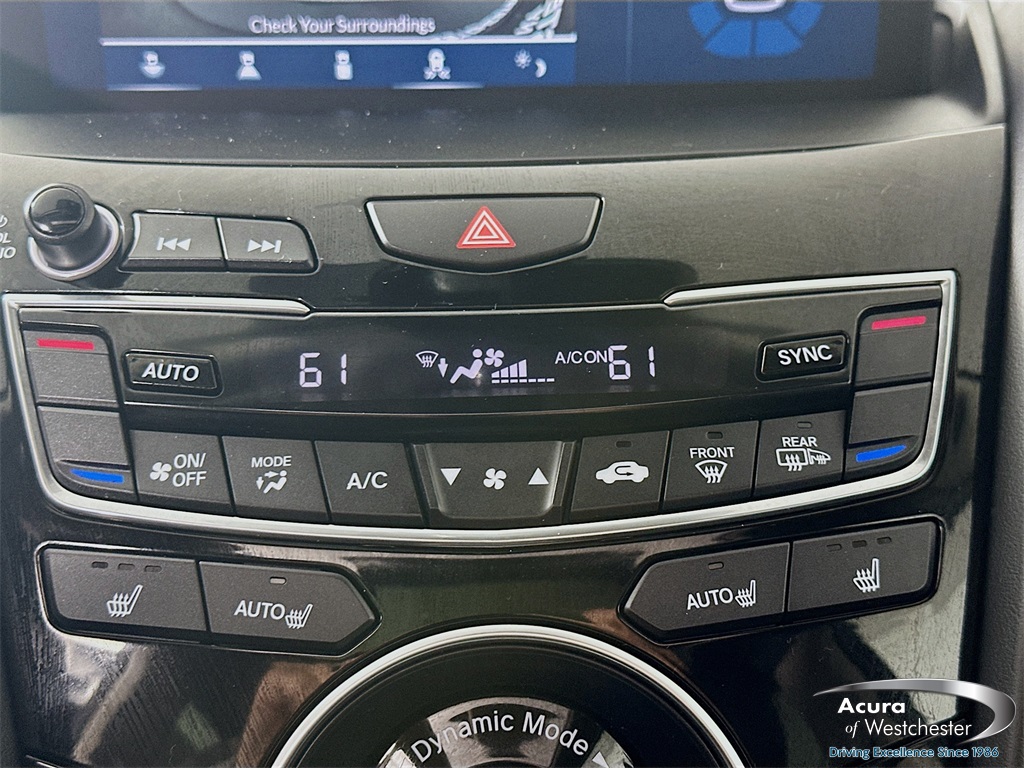 Check Your Surroundings
AUTO
61
A/C ON
61
SYNC
ON/
OFF
MODE
A/C
FRONT
REAR
AUTO
AUTO
Dynamic Mode
Acura
of Westchester
Driving Excellence Since 1986